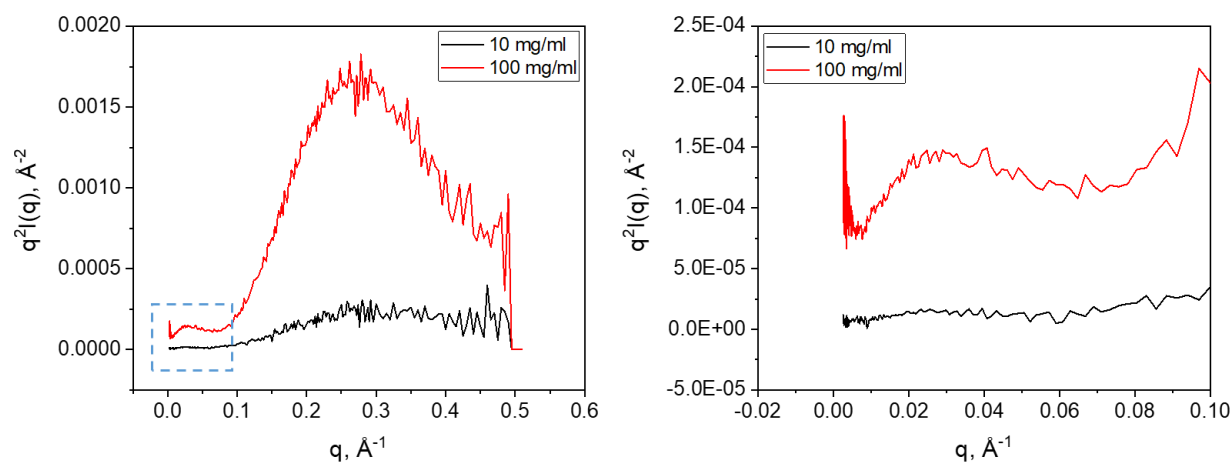 0.0020
0.0015
0.0010
0.0005
0.0000
q²I(q), Å⁻²
10 mg/ml
100 mg/ml
0.0 0.1 0.2 0.3 0.4 0.5 0.6
q, Å⁻¹
2.5E-04
2.0E-04
1.5E-04
1.0E-04
5.0E-05
0.0E+00
-5.0E-05
q²I(q), Å⁻²
10 mg/ml
100 mg/ml
-0.02 0.00 0.02 0.04 0.06 0.08 0.10
q, Å⁻¹